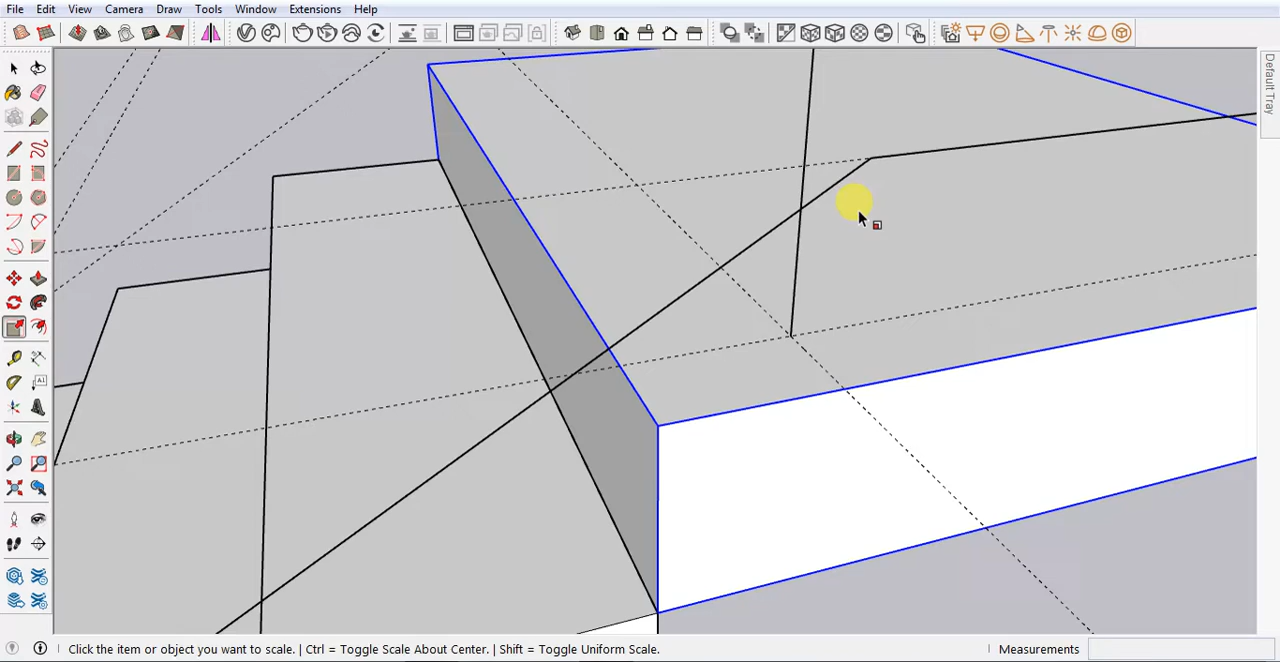 File Edit View Camera Draw Tools Window Extensions Help
Default Tray
A1
Click the item or object you want to scale. | Ctrl = Toggle Scale About Center. | Shift = Toggle Uniform Scale.
Measurements